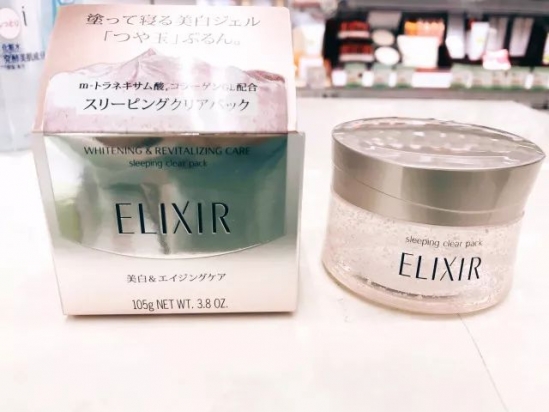 塗って寝る美白ジェル
「つや玉」ぷるん。
m-トラネキサム酸,コラーゲンGL配合
スリーピングクリアパック
WHITENING & REVITALIZING CARE
sleeping clear pack
ELIXIR
美白&エイジングケア
105g NET WT. 3.8 OZ.
sleeping clear pack
ELIXIR
i
化粧水